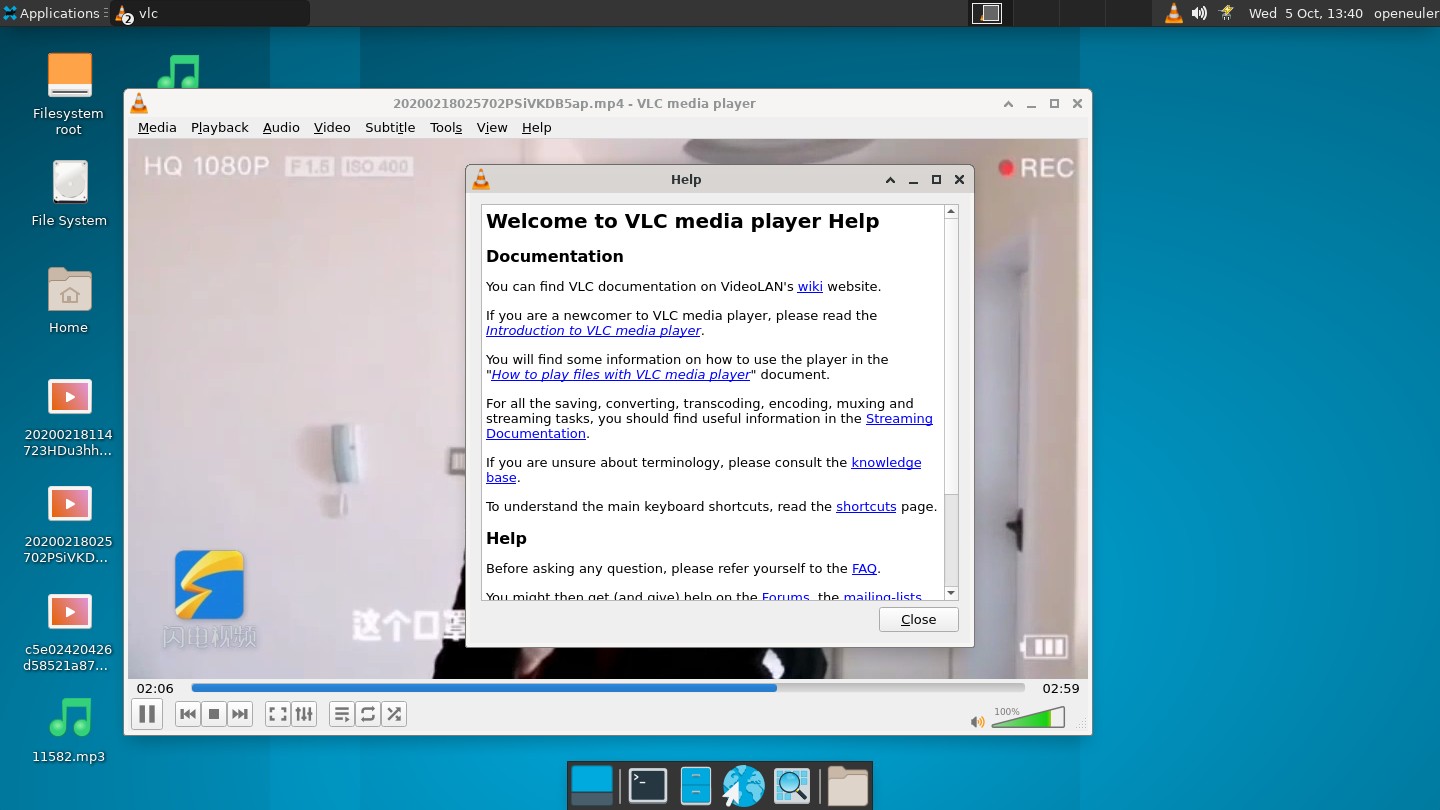 Applications
2 vlc
Wed 5 Oct, 13:40 openeuler
Filesystem
root
File System
Home
20200218114
723HDu3hh...
20200218025
702PSiVKD...
c5e02420426
d58521a87...
11582.mp3
20200218025702PSiVKDB5ap.mp4 - VLC media player
Media Playback Audio Video Subtitle Tools View Help
HQ 1080P F 1.5 ISO 400
REC
闪电视频
这个口罩
Help
Welcome to VLC media player Help
Documentation
You can find VLC documentation on VideoLAN's wiki website.
If you are a newcomer to VLC media player, please read the
Introduction to VLC media player.
You will find some information on how to use the player in the
"How to play files with VLC media player" document.
For all the saving, converting, transcoding, encoding, muxing and
streaming tasks, you should find useful information in the Streaming
Documentation.
If you are unsure about terminology, please consult the knowledge
base.
To understand the main keyboard shortcuts, read the shortcuts page.
Help
Before asking any question, please refer yourself to the FAQ.
You might then get (and give) help on the Forums, the mailing-lists
Close
02:06
02:59
100%